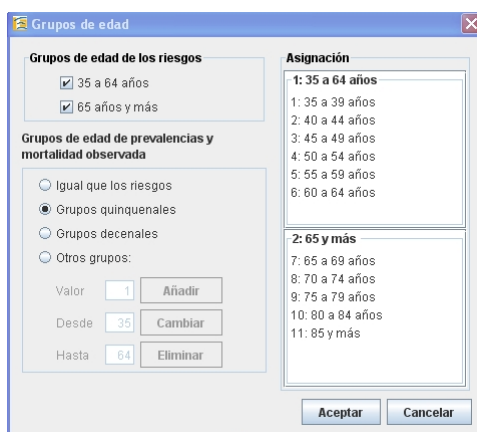 Grupos de edad
Grupos de edad de los riesgos
35 a 64 años
65 años y más
Grupos de edad de prevalencias y
mortalidad observada
Igual que los riesgos
Grupos quinquenales
Grupos decenales
Otros grupos:
Valor 1 Añadir
Desde 35 Cambiar
Hasta 64 Eliminar
Asignación
1: 35 a 64 años
1: 35 a 39 años
2: 40 a 44 años
3: 45 a 49 años
4: 50 a 54 años
5: 55 a 59 años
6: 60 a 64 años
2: 65 y más
7: 65 a 69 años
8: 70 a 74 años
9: 75 a 79 años
10: 80 a 84 años
11: 85 y más
Aceptar Cancelar